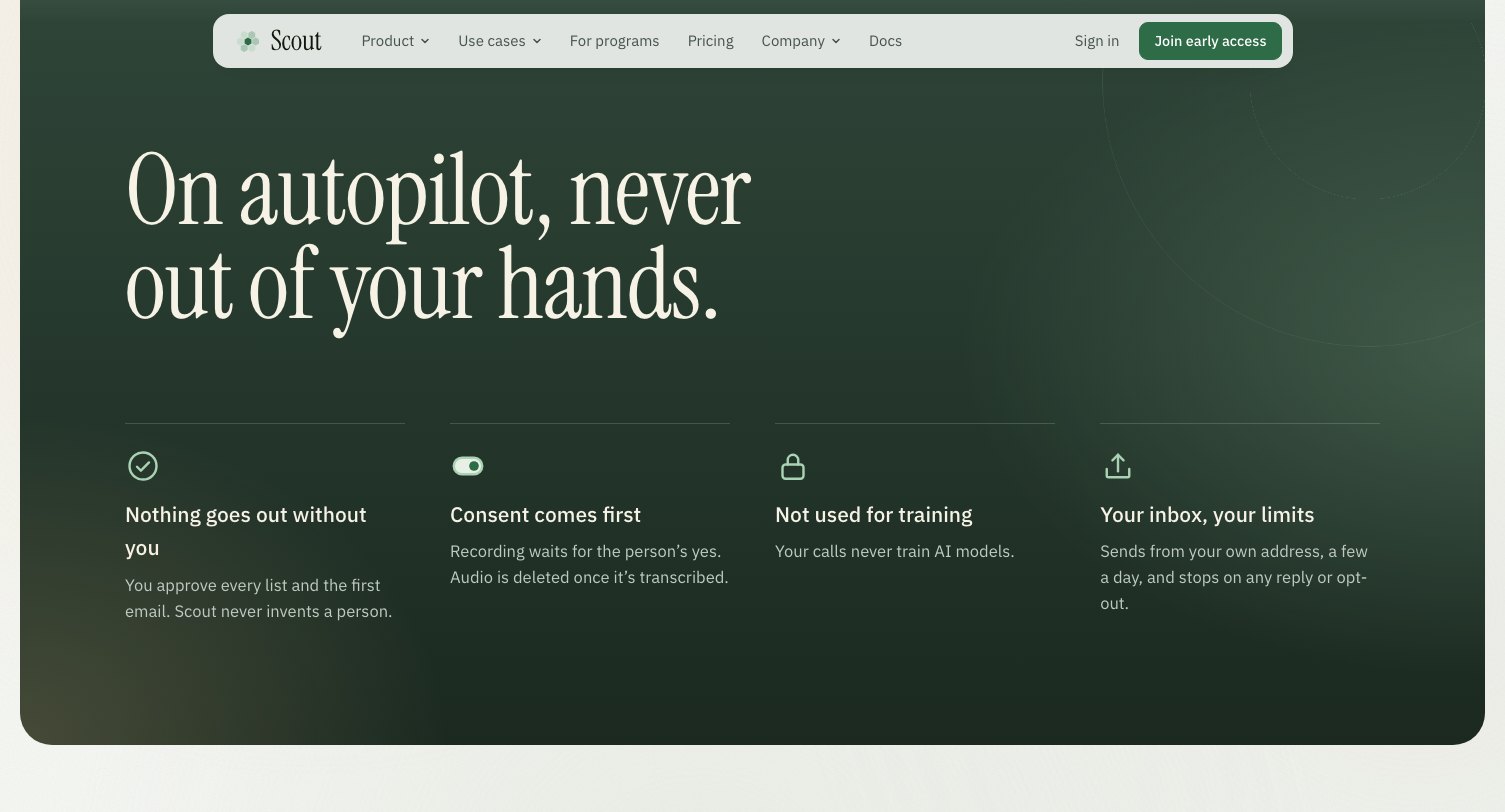 Scout Product Use cases For programs Pricing Company Docs Sign in Join early access
On autopilot, never
out of your hands.
Nothing goes out without
you
You approve every list and the first
email. Scout never invents a person.
Consent comes first
Recording waits for the person’s yes.
Audio is deleted once it’s transcribed.
Not used for training
Your calls never train AI models.
Your inbox, your limits
Sends from your own address, a few
a day, and stops on any reply or opt-
out.